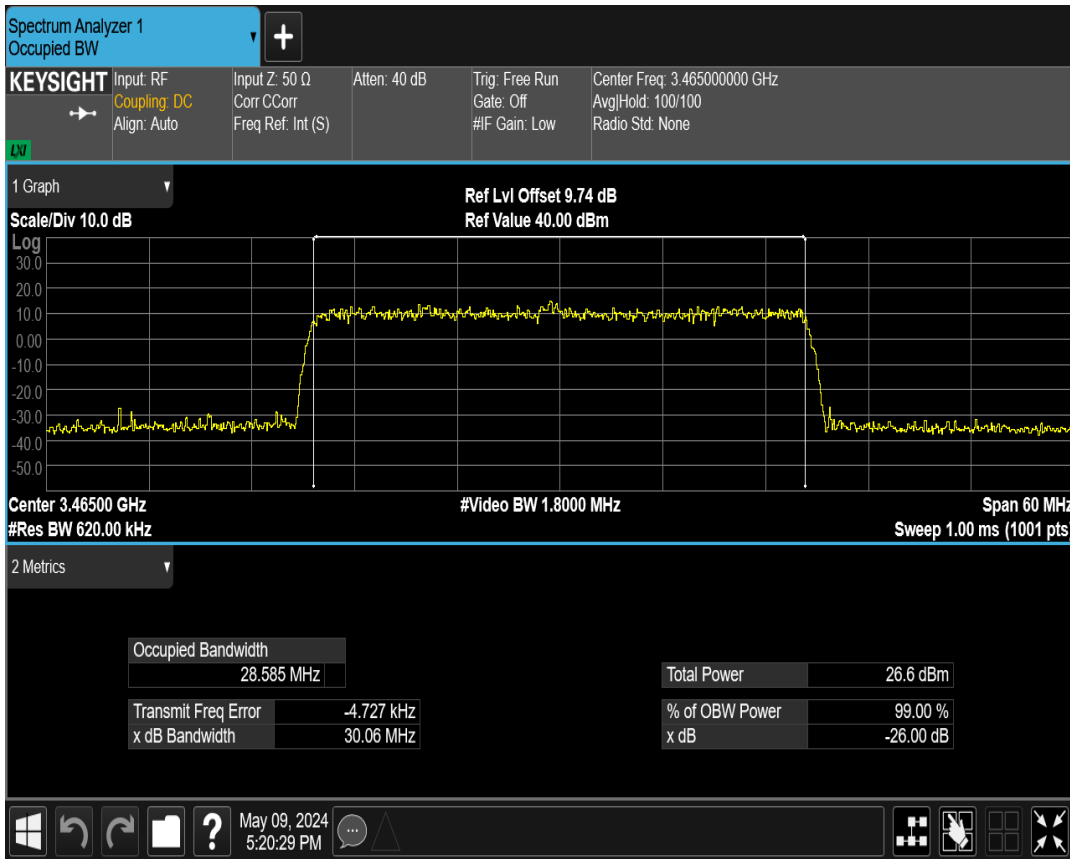 Spectrum Analyzer 1
Occupied BW
KEYSIGHT
LXI
Input: RF
Coupling: DC
Align: Auto
Input Z: 50 Ω
Corr CCorr
Freq Ref: Int (S)
Atten: 40 dB
Trig: Free Run
Gate: Off
#IF Gain: Low
Center Freq: 3.465000000 GHz
Avg|Hold: 100/100
Radio Std: None
1 Graph
Scale/Div 10.0 dB
Ref Lvl Offset 9.74 dB
Ref Value 40.00 dBm
Log
30.0
20.0
10.0
0.00
-10.0
-20.0
-30.0
-40.0
-50.0
Center 3.46500 GHz
#Video BW 1.8000 MHz
Span 60 MHz
#Res BW 620.00 kHz
Sweep 1.00 ms (1001 pts)
2 Metrics
Occupied Bandwidth
28.585 MHz
Total Power 26.6 dBm
Transmit Freq Error -4.727 kHz
% of OBW Power 99.00 %
x dB Bandwidth 30.06 MHz
x dB -26.00 dB
?
May 09, 2024
5:20:29 PM